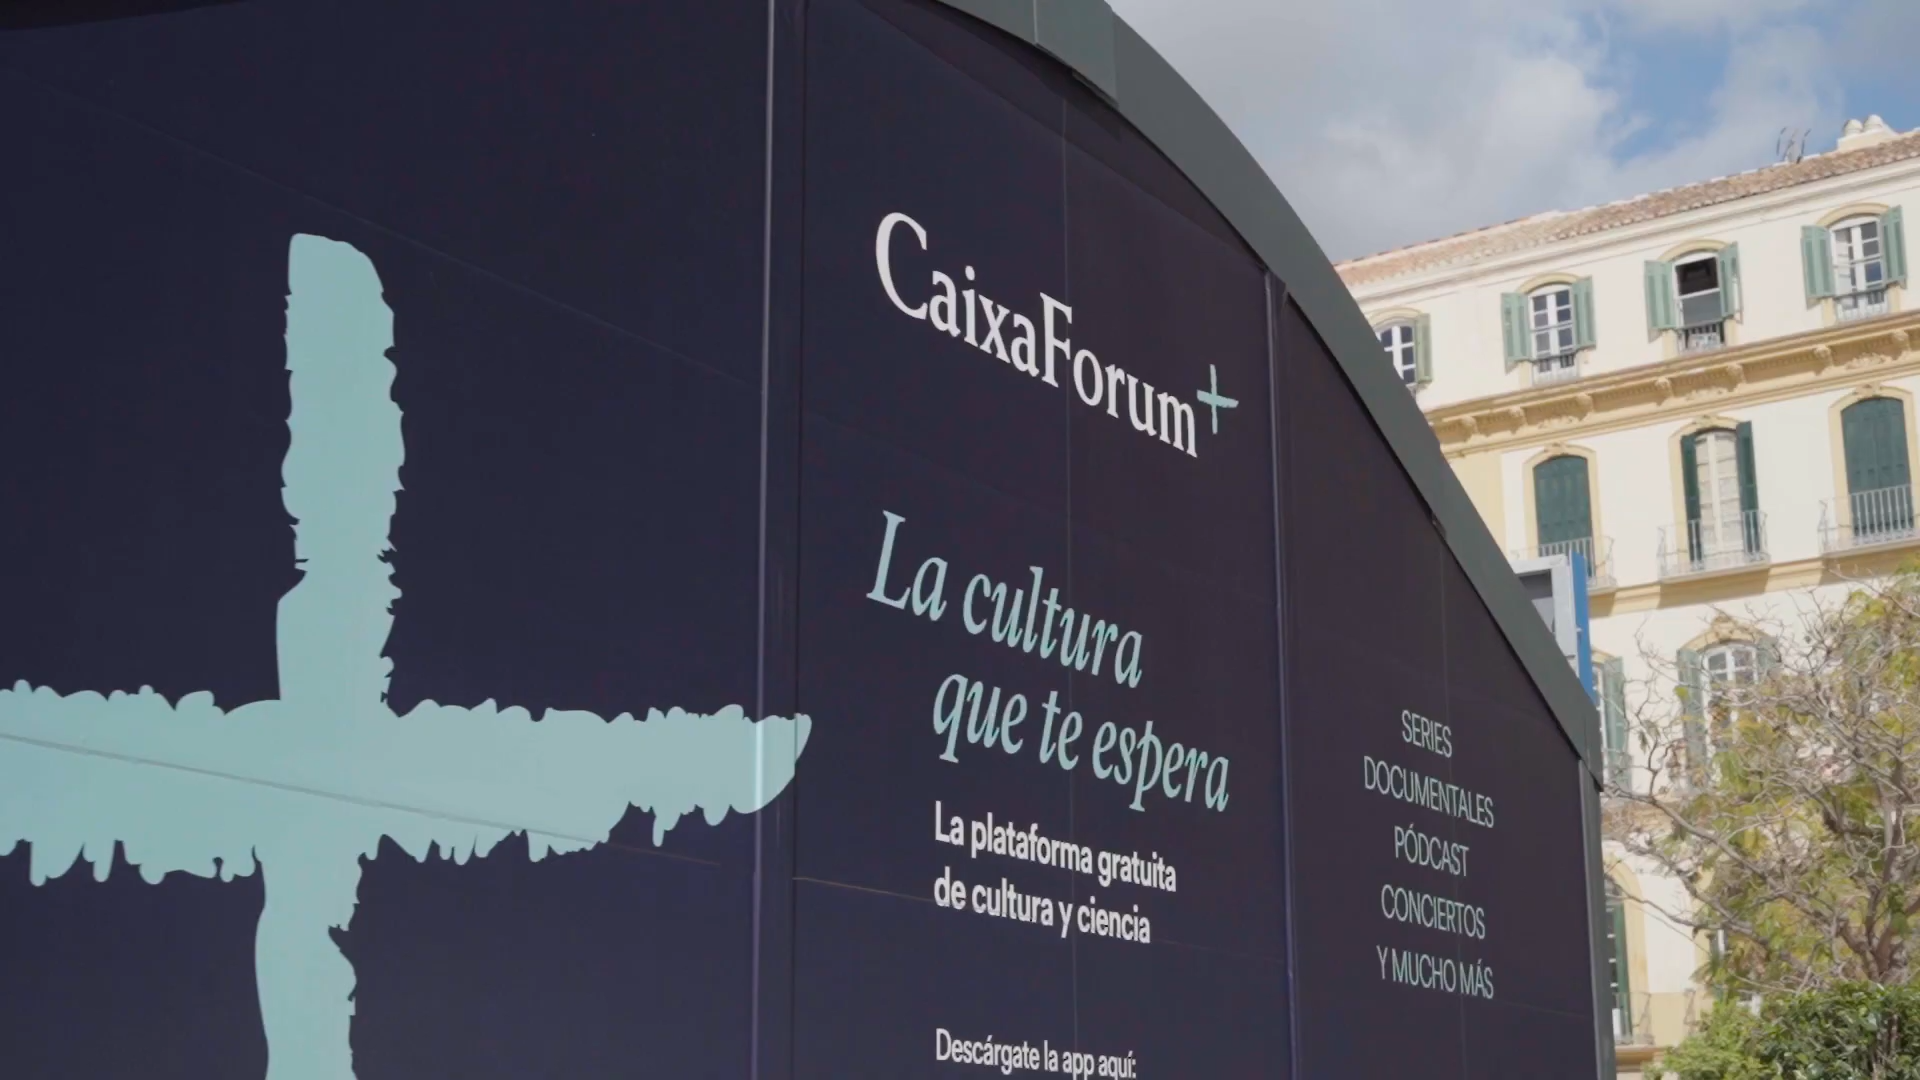 CaixaForum+
La cultura
que te espera
La plataforma gratuita
de cultura y ciencia
Descárgate la app aquí:
SERIES
DOCUMENTALES
PÓDCAST
CONCIERTOS
Y MUCHO MÁS